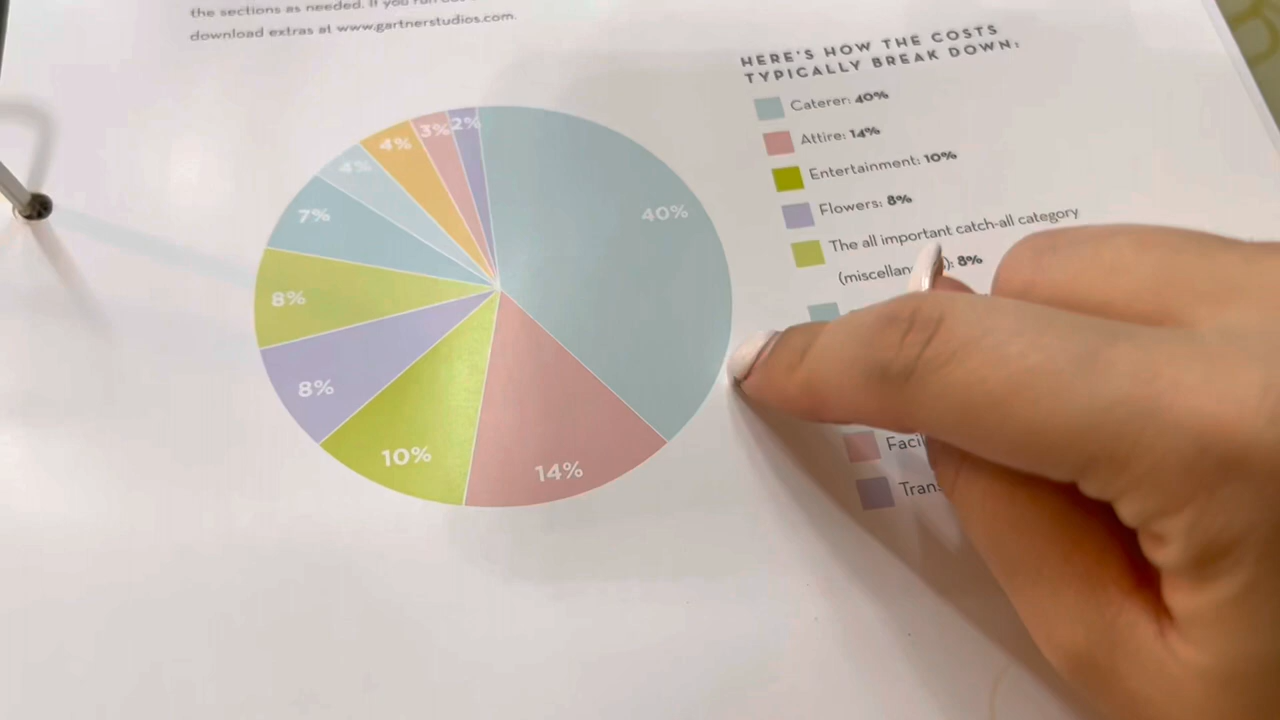 the sections as needed. If you run out
download extras at www.gartnerstudios.com.
HERE'S HOW THE COSTS
TYPICALLY BREAK DOWN:
Caterer: 40%
Attire: 14%
Entertainment: 10%
Flowers: 8%
The all important catch-all category
8%
40%
14%
10%
8%
8%
7%
4%
4%
3%
2%